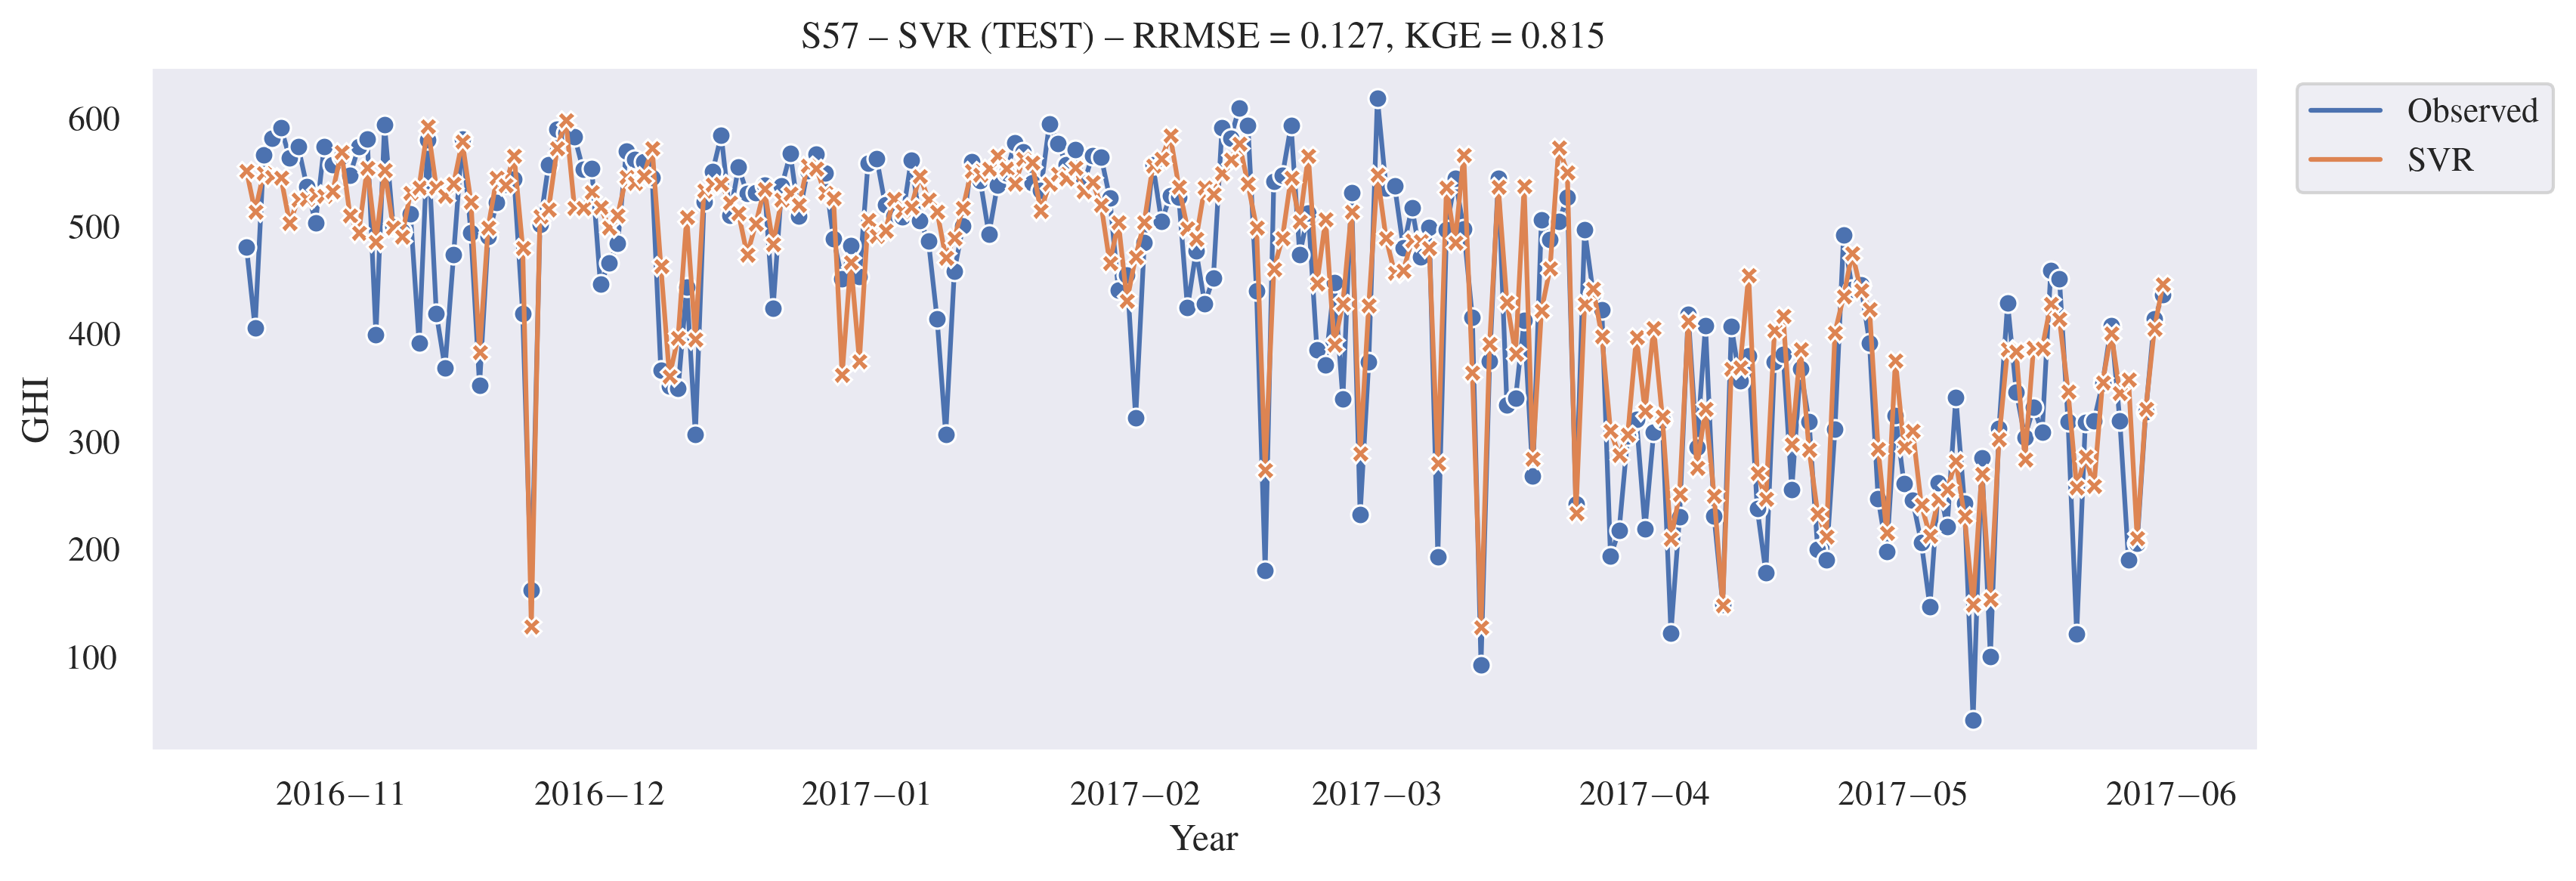 S57 – SVR (TEST) – RRMSE = 0.127, KGE = 0.815
Observed
SVR
600
500
400
300
200
100
GHI
2016−11
2016−12
2017−01
2017−02
2017−03
2017−04
2017−05
2017−06
Year